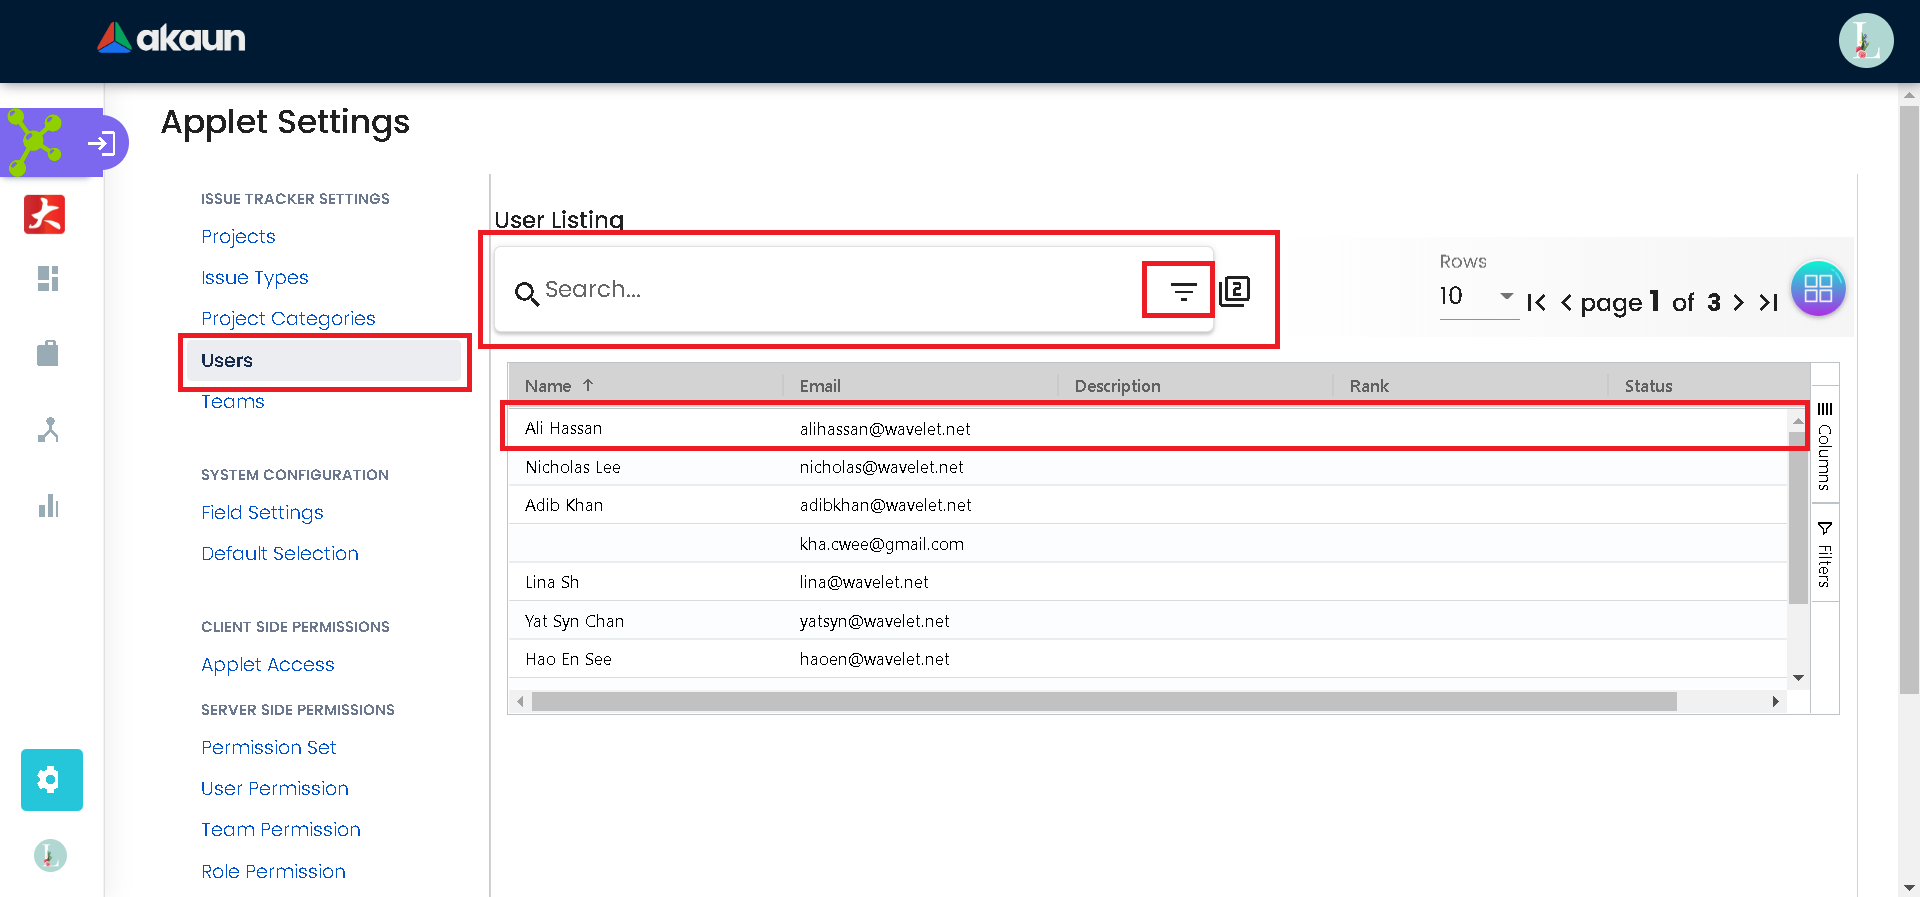 akaun
L
Applet Settings
ISSUE TRACKER SETTINGS
Projects
Issue Types
Project Categories
Users
Teams
SYSTEM CONFIGURATION
Field Settings
Default Selection
CLIENT SIDE PERMISSIONS
Applet Access
SERVER SIDE PERMISSIONS
Permission Set
User Permission
Team Permission
Role Permission
L
大
User Listing
Search...
2
Rows
10
page 1 of 3
Name Email Description Rank Status
Ali Hassan alihassan@wavelet.net
Nicholas Lee nicholas@wavelet.net
Adib Khan adibkhan@wavelet.net
kha.cwee@gmail.com
Lina Sh lina@wavelet.net
Yat Syn Chan yatsyn@wavelet.net
Hao En See haoen@wavelet.net
Columns
Filters